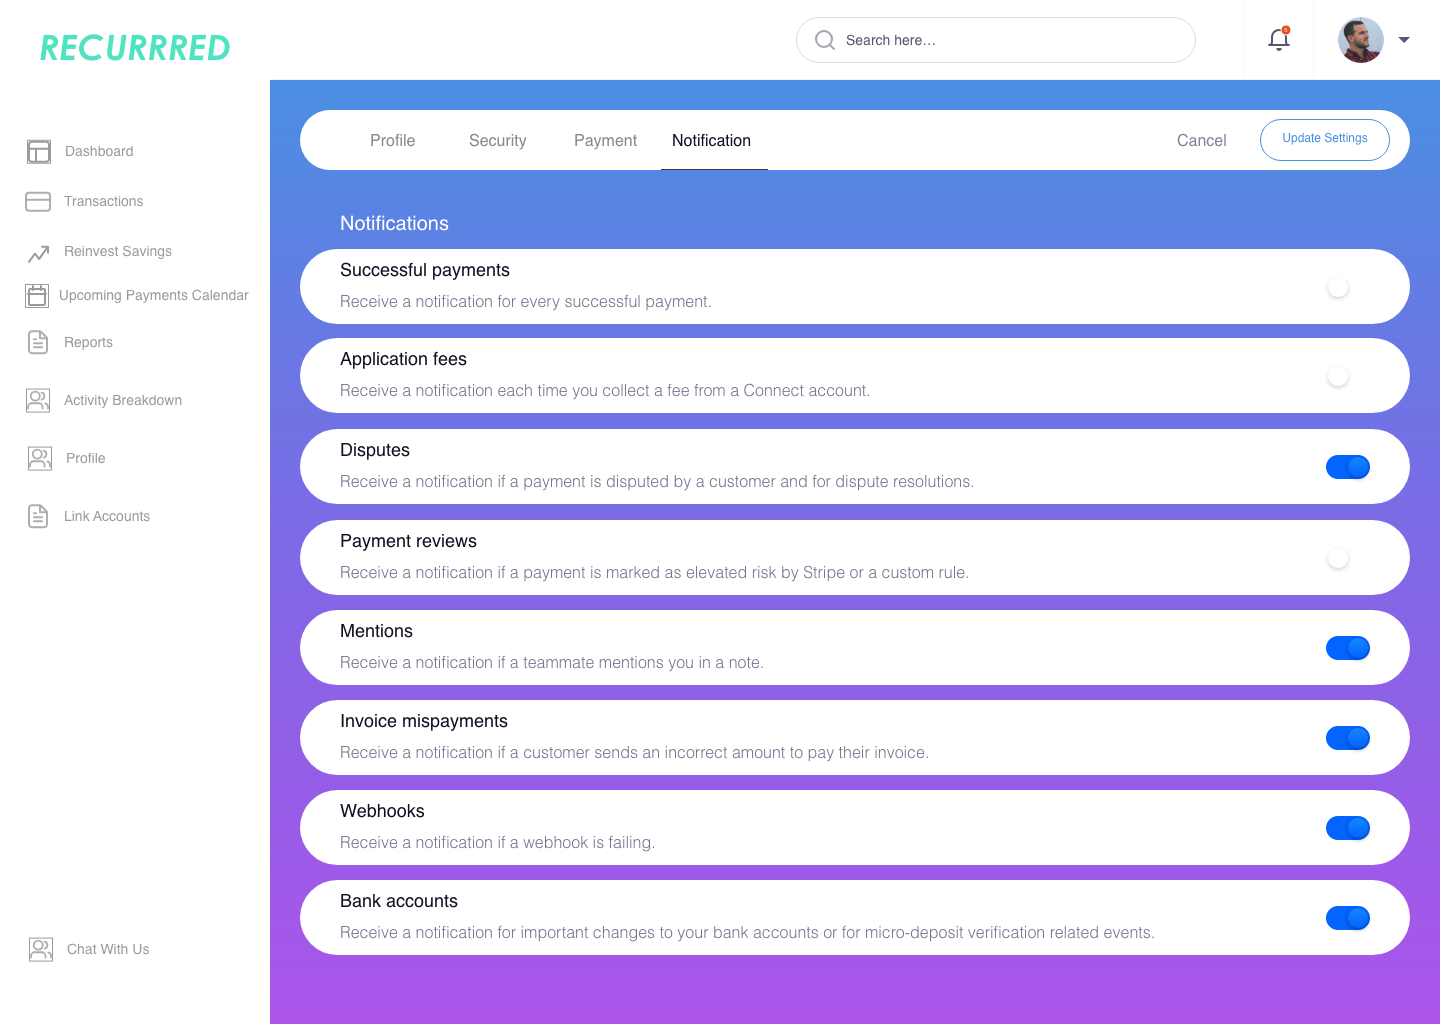 RECURRRED
Search here...
Dashboard
Transactions
Reinvest Savings
Upcoming Payments Calendar
Reports
Activity Breakdown
Profile
Link Accounts
Chat With Us
Profile
Security
Payment
Notification
Cancel
Update Settings
Notifications
Successful payments
Receive a notification for every successful payment.
Application fees
Receive a notification each time you collect a fee from a Connect account.
Disputes
Receive a notification if a payment is disputed by a customer and for dispute resolutions.
Payment reviews
Receive a notification if a payment is marked as elevated risk by Stripe or a custom rule.
Mentions
Receive a notification if a teammate mentions you in a note.
Invoice mispayments
Receive a notification if a customer sends an incorrect amount to pay their invoice.
Webhooks
Receive a notification if a webhook is failing.
Bank accounts
Receive a notification for important changes to your bank accounts or for micro-deposit verification related events.